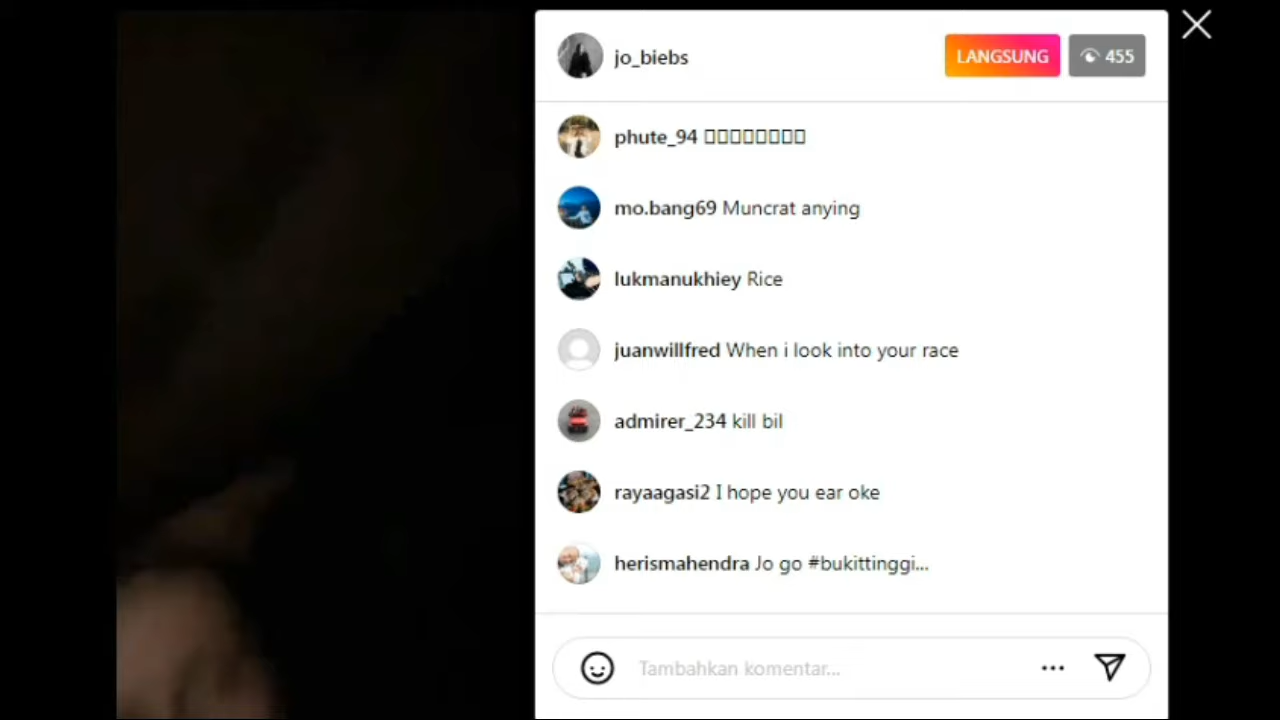 jo_biebs LANGSUNG 455
phute_94
mo.bang69 Muncrat anying
lukmanukhiey Rice
juanwillfred When i look into your race
admirer_234 kill bil
rayaagasi2 I hope you ear oke
herismahendra Jo go #bukittinggi...
Tambahkan komentar...